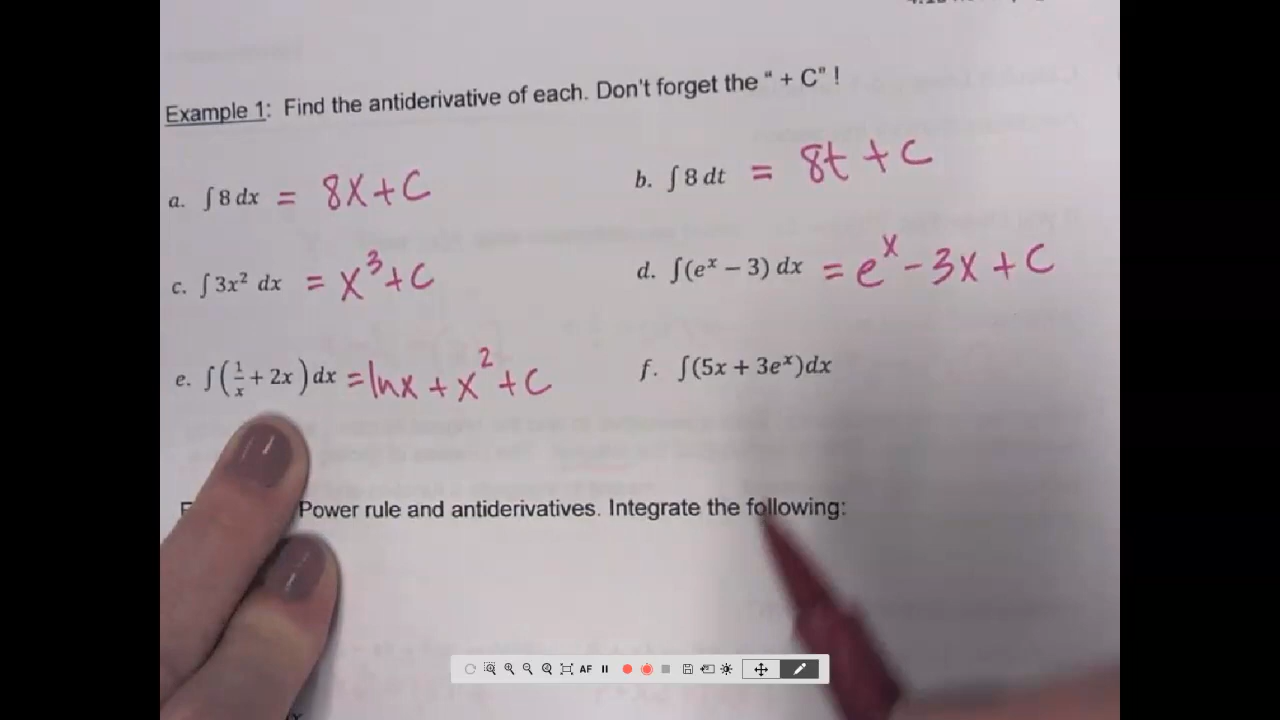 Example 1: Find the antiderivative of each. Don't forget the " + C" !
a. ∫ 8 dx = 8x + C
b. ∫ 8 dt = 8t + C
c. ∫ 3x² dx = x³ + C
d. ∫(eˣ − 3) dx = eˣ − 3x + C
e. ∫(1/x + 2x) dx = ln x + x² + C
f. ∫(5x + 3eˣ)dx
Power rule and antiderivatives. Integrate the following:
AF